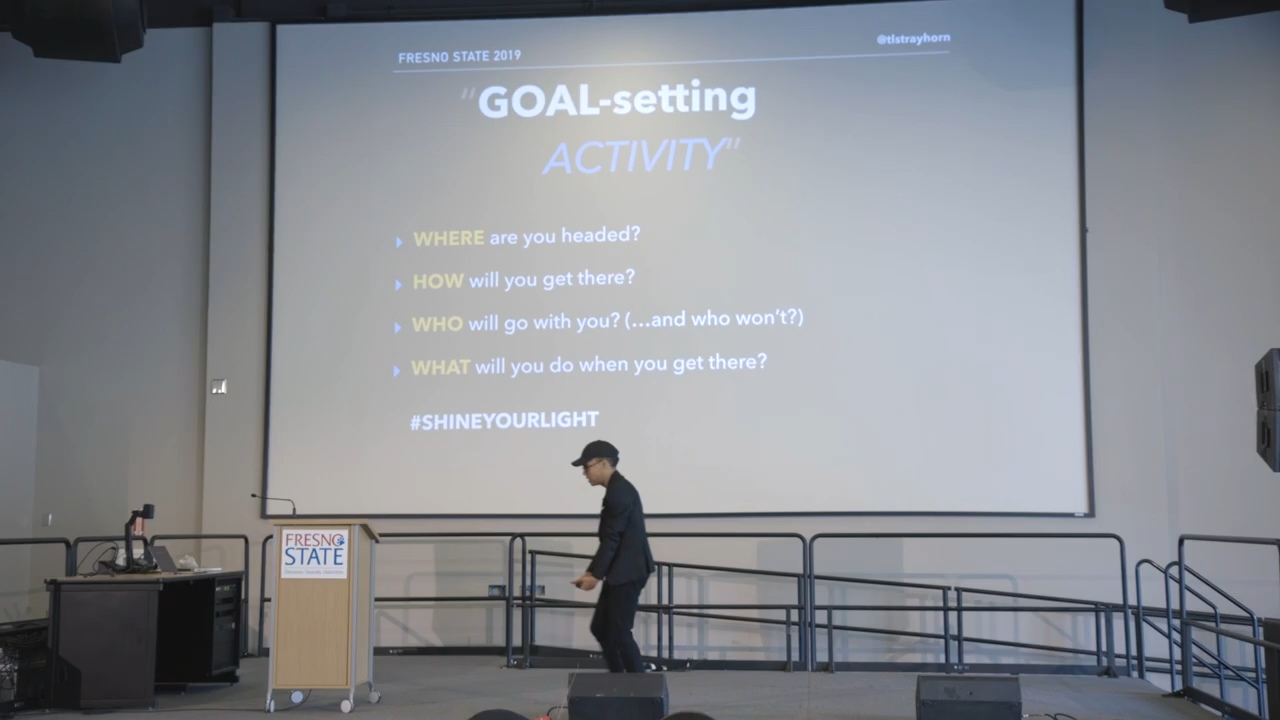 FRESNO STATE 2019
@tlstrayhorn
"GOAL-setting
ACTIVITY"
WHERE are you headed?
HOW will you get there?
WHO will go with you? (...and who won't?)
WHAT will you do when you get there?
#SHINEYOURLIGHT
FRESNO
STATE